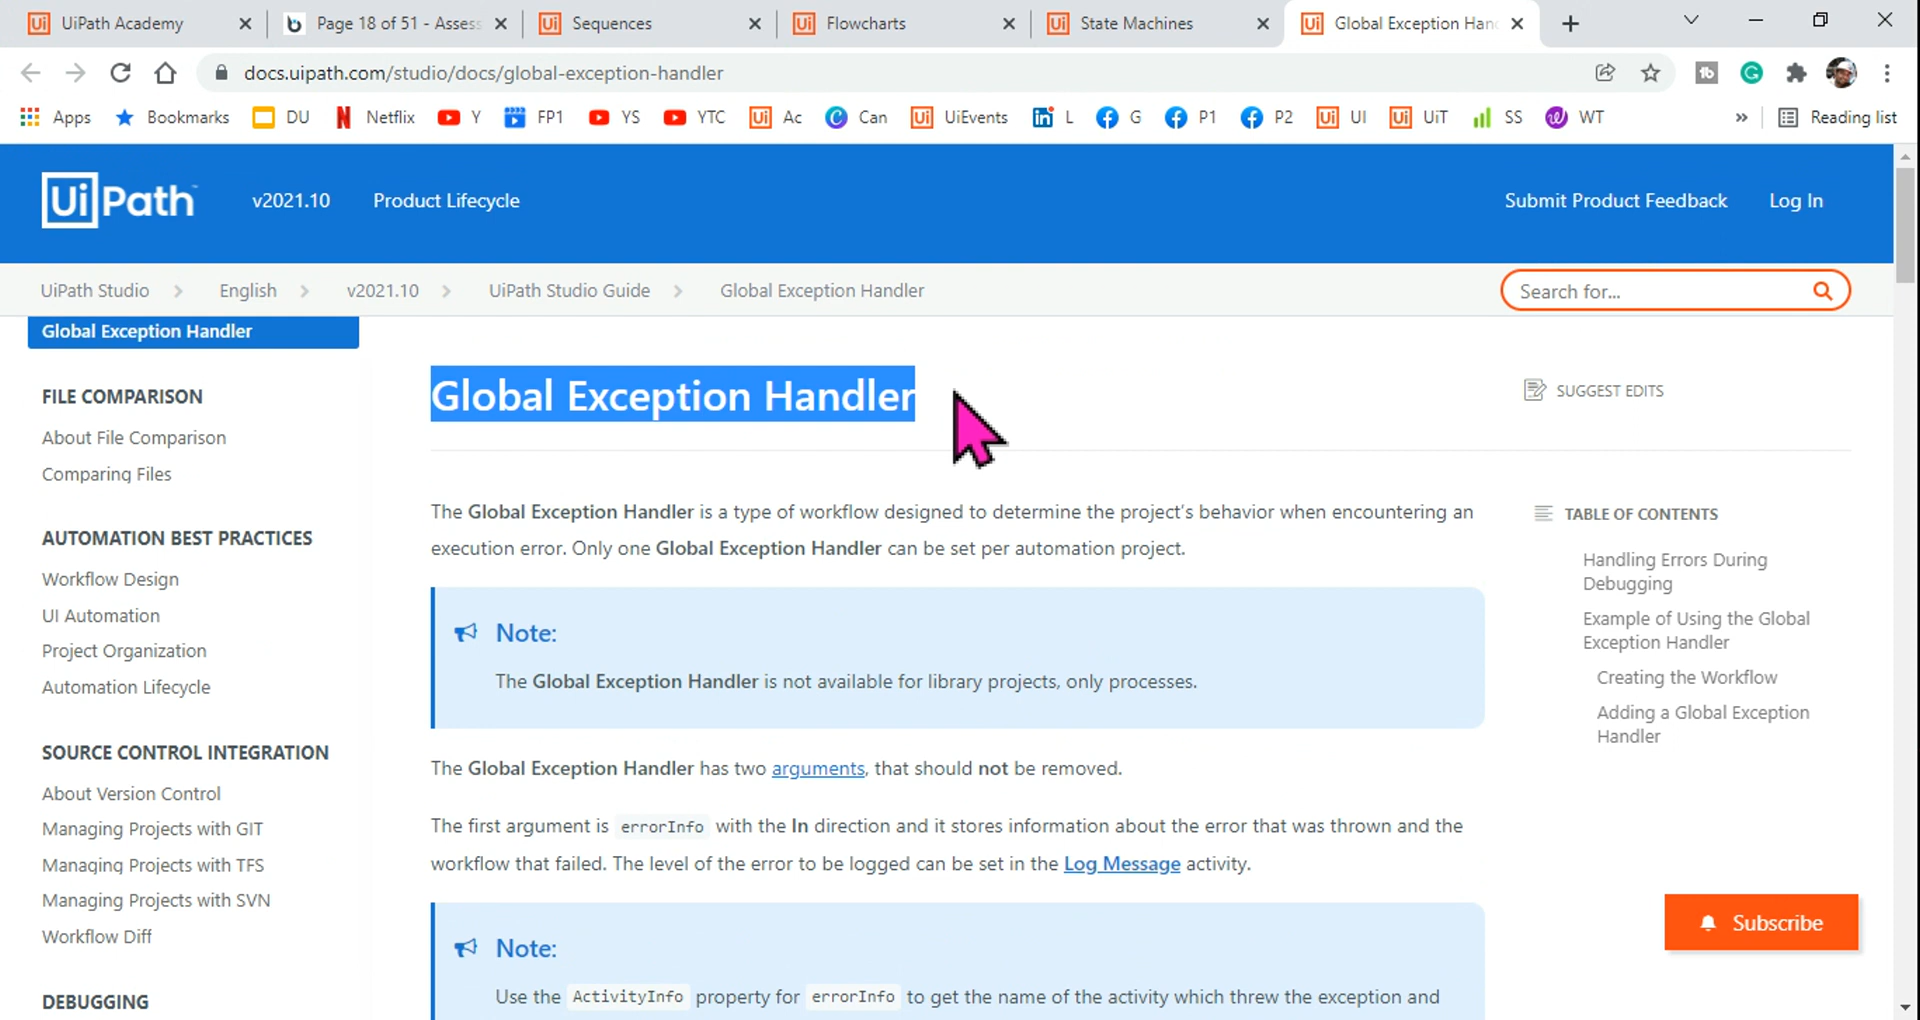 UiPath Academy
Page 18 of 51 - Assess
Sequences
Flowcharts
State Machines
Global Exception Han
docs.uipath.com/studio/docs/global-exception-handler
Apps
Bookmarks
DU
Netflix
Y
FP1
YS
YTC
Ac
Can
UiEvents
L
G
P1
P2
UI
UiT
SS
WT
Reading list
UiPath
v2021.10
Product Lifecycle
Submit Product Feedback
Log In
UiPath Studio
English
v2021.10
UiPath Studio Guide
Global Exception Handler
Search for...
Global Exception Handler
FILE COMPARISON
About File Comparison
Comparing Files
AUTOMATION BEST PRACTICES
Workflow Design
UI Automation
Project Organization
Automation Lifecycle
SOURCE CONTROL INTEGRATION
About Version Control
Managing Projects with GIT
Managing Projects with TFS
Managing Projects with SVN
Workflow Diff
DEBUGGING
Global Exception Handler
SUGGEST EDITS
The Global Exception Handler is a type of workflow designed to determine the project's behavior when encountering an
execution error. Only one Global Exception Handler can be set per automation project.
Note:
The Global Exception Handler is not available for library projects, only processes.
The Global Exception Handler has two arguments, that should not be removed.
The first argument is errorInfo with the In direction and it stores information about the error that was thrown and the
workflow that failed. The level of the error to be logged can be set in the Log Message activity.
Note:
Use the ActivityInfo property for errorInfo to get the name of the activity which threw the exception and
TABLE OF CONTENTS
Handling Errors During
Debugging
Example of Using the Global
Exception Handler
Creating the Workflow
Adding a Global Exception
Handler
Subscribe